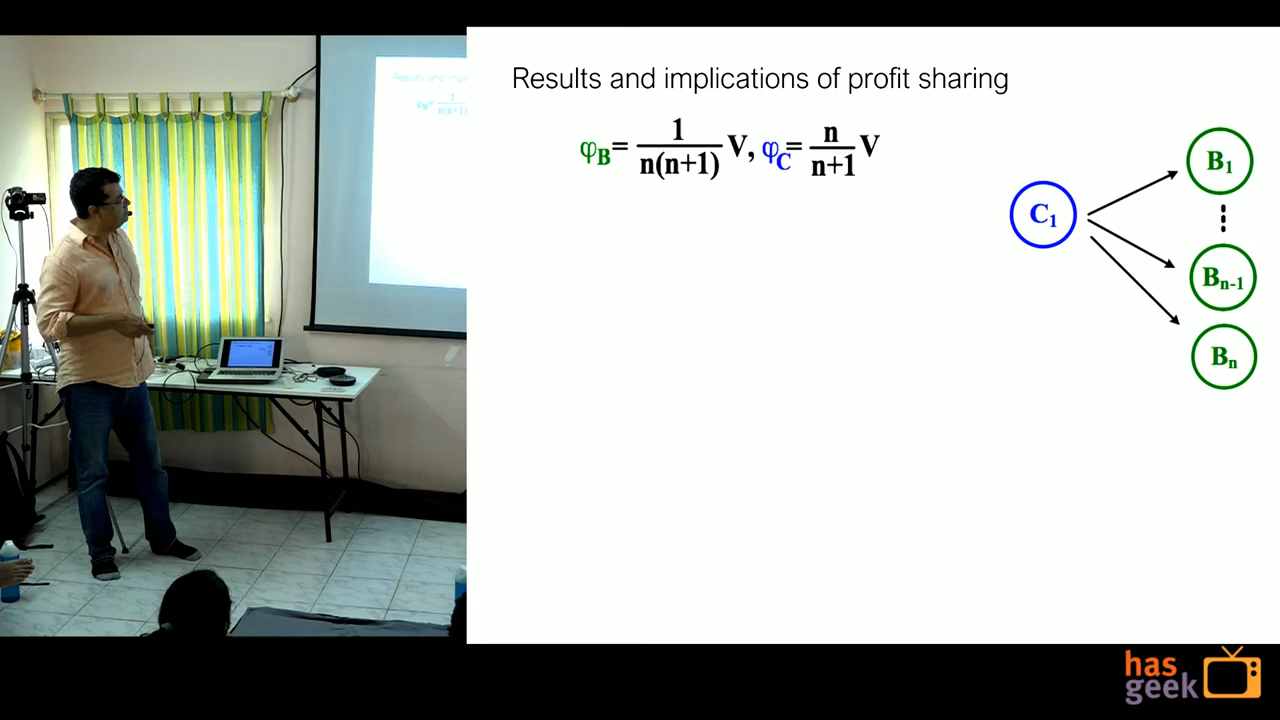 Results and implications of profit sharing
φB= 1/n(n+1) V, φC= n/n+1 V
C1
B1
Bn-1
Bn
has
geek